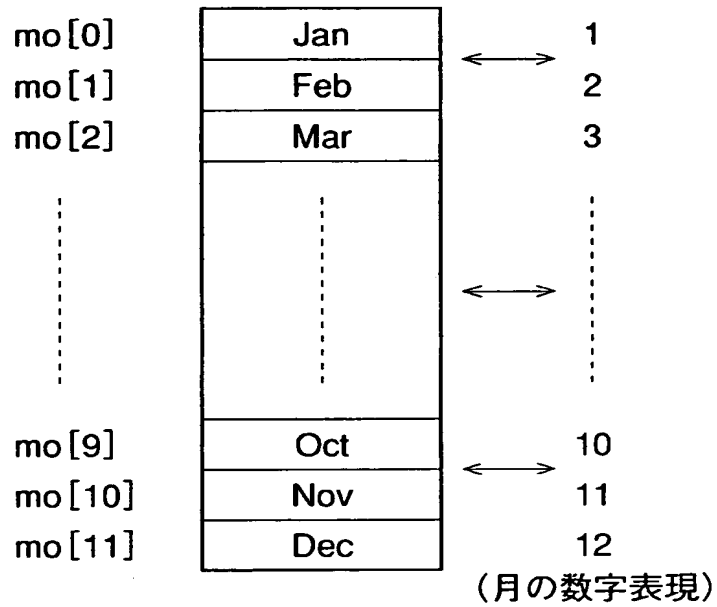 mo[0] Jan 1
mo[1] Feb 2
mo[2] Mar 3
mo[9] Oct 10
mo[10] Nov 11
mo[11] Dec 12
（月の数字表現）